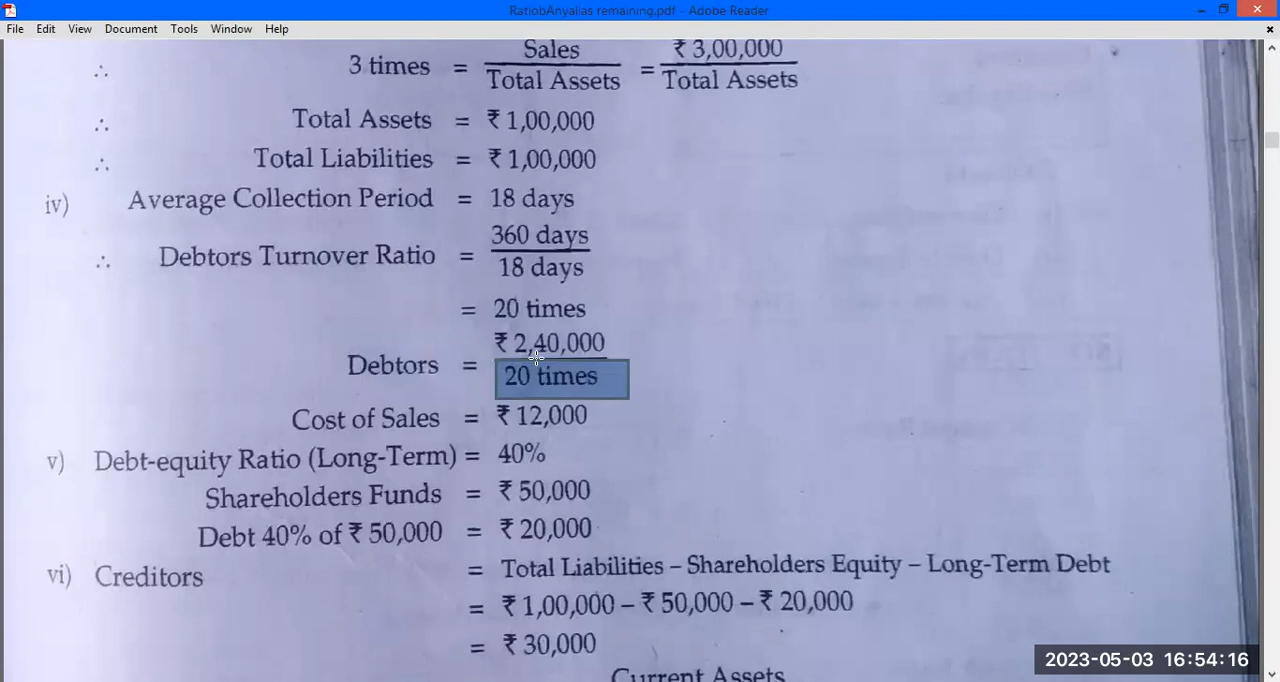 RatiobAnyalias remaining.pdf - Adobe Reader
File Edit View Document Tools Window Help
∴ 3 times = Sales / Total Assets = ₹ 3,00,000 / Total Assets
∴ Total Assets = ₹ 1,00,000
∴ Total Liabilities = ₹ 1,00,000
iv) Average Collection Period = 18 days
∴ Debtors Turnover Ratio = 360 days / 18 days
= 20 times
Debtors = ₹ 2,40,000 / 20 times
Cost of Sales = ₹ 12,000
v) Debt-equity Ratio (Long-Term) = 40%
Shareholders Funds = ₹ 50,000
Debt 40% of ₹ 50,000 = ₹ 20,000
vi) Creditors = Total Liabilities – Shareholders Equity – Long-Term Debt
= ₹ 1,00,000 – ₹ 50,000 – ₹ 20,000
= ₹ 30,000
Current Assets
2023-05-03 16:54:16